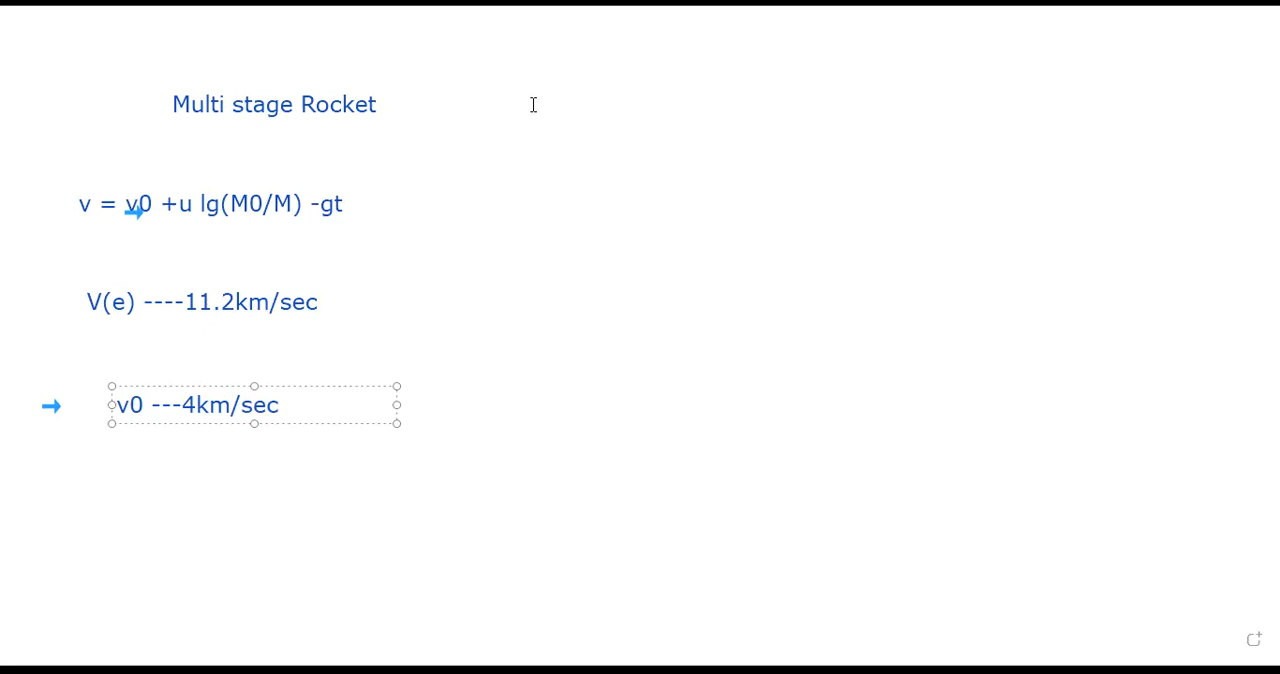 Multi stage Rocket
v = v0 +u lg(M0/M) -gt
V(e) ----11.2km/sec
v0 ---4km/sec